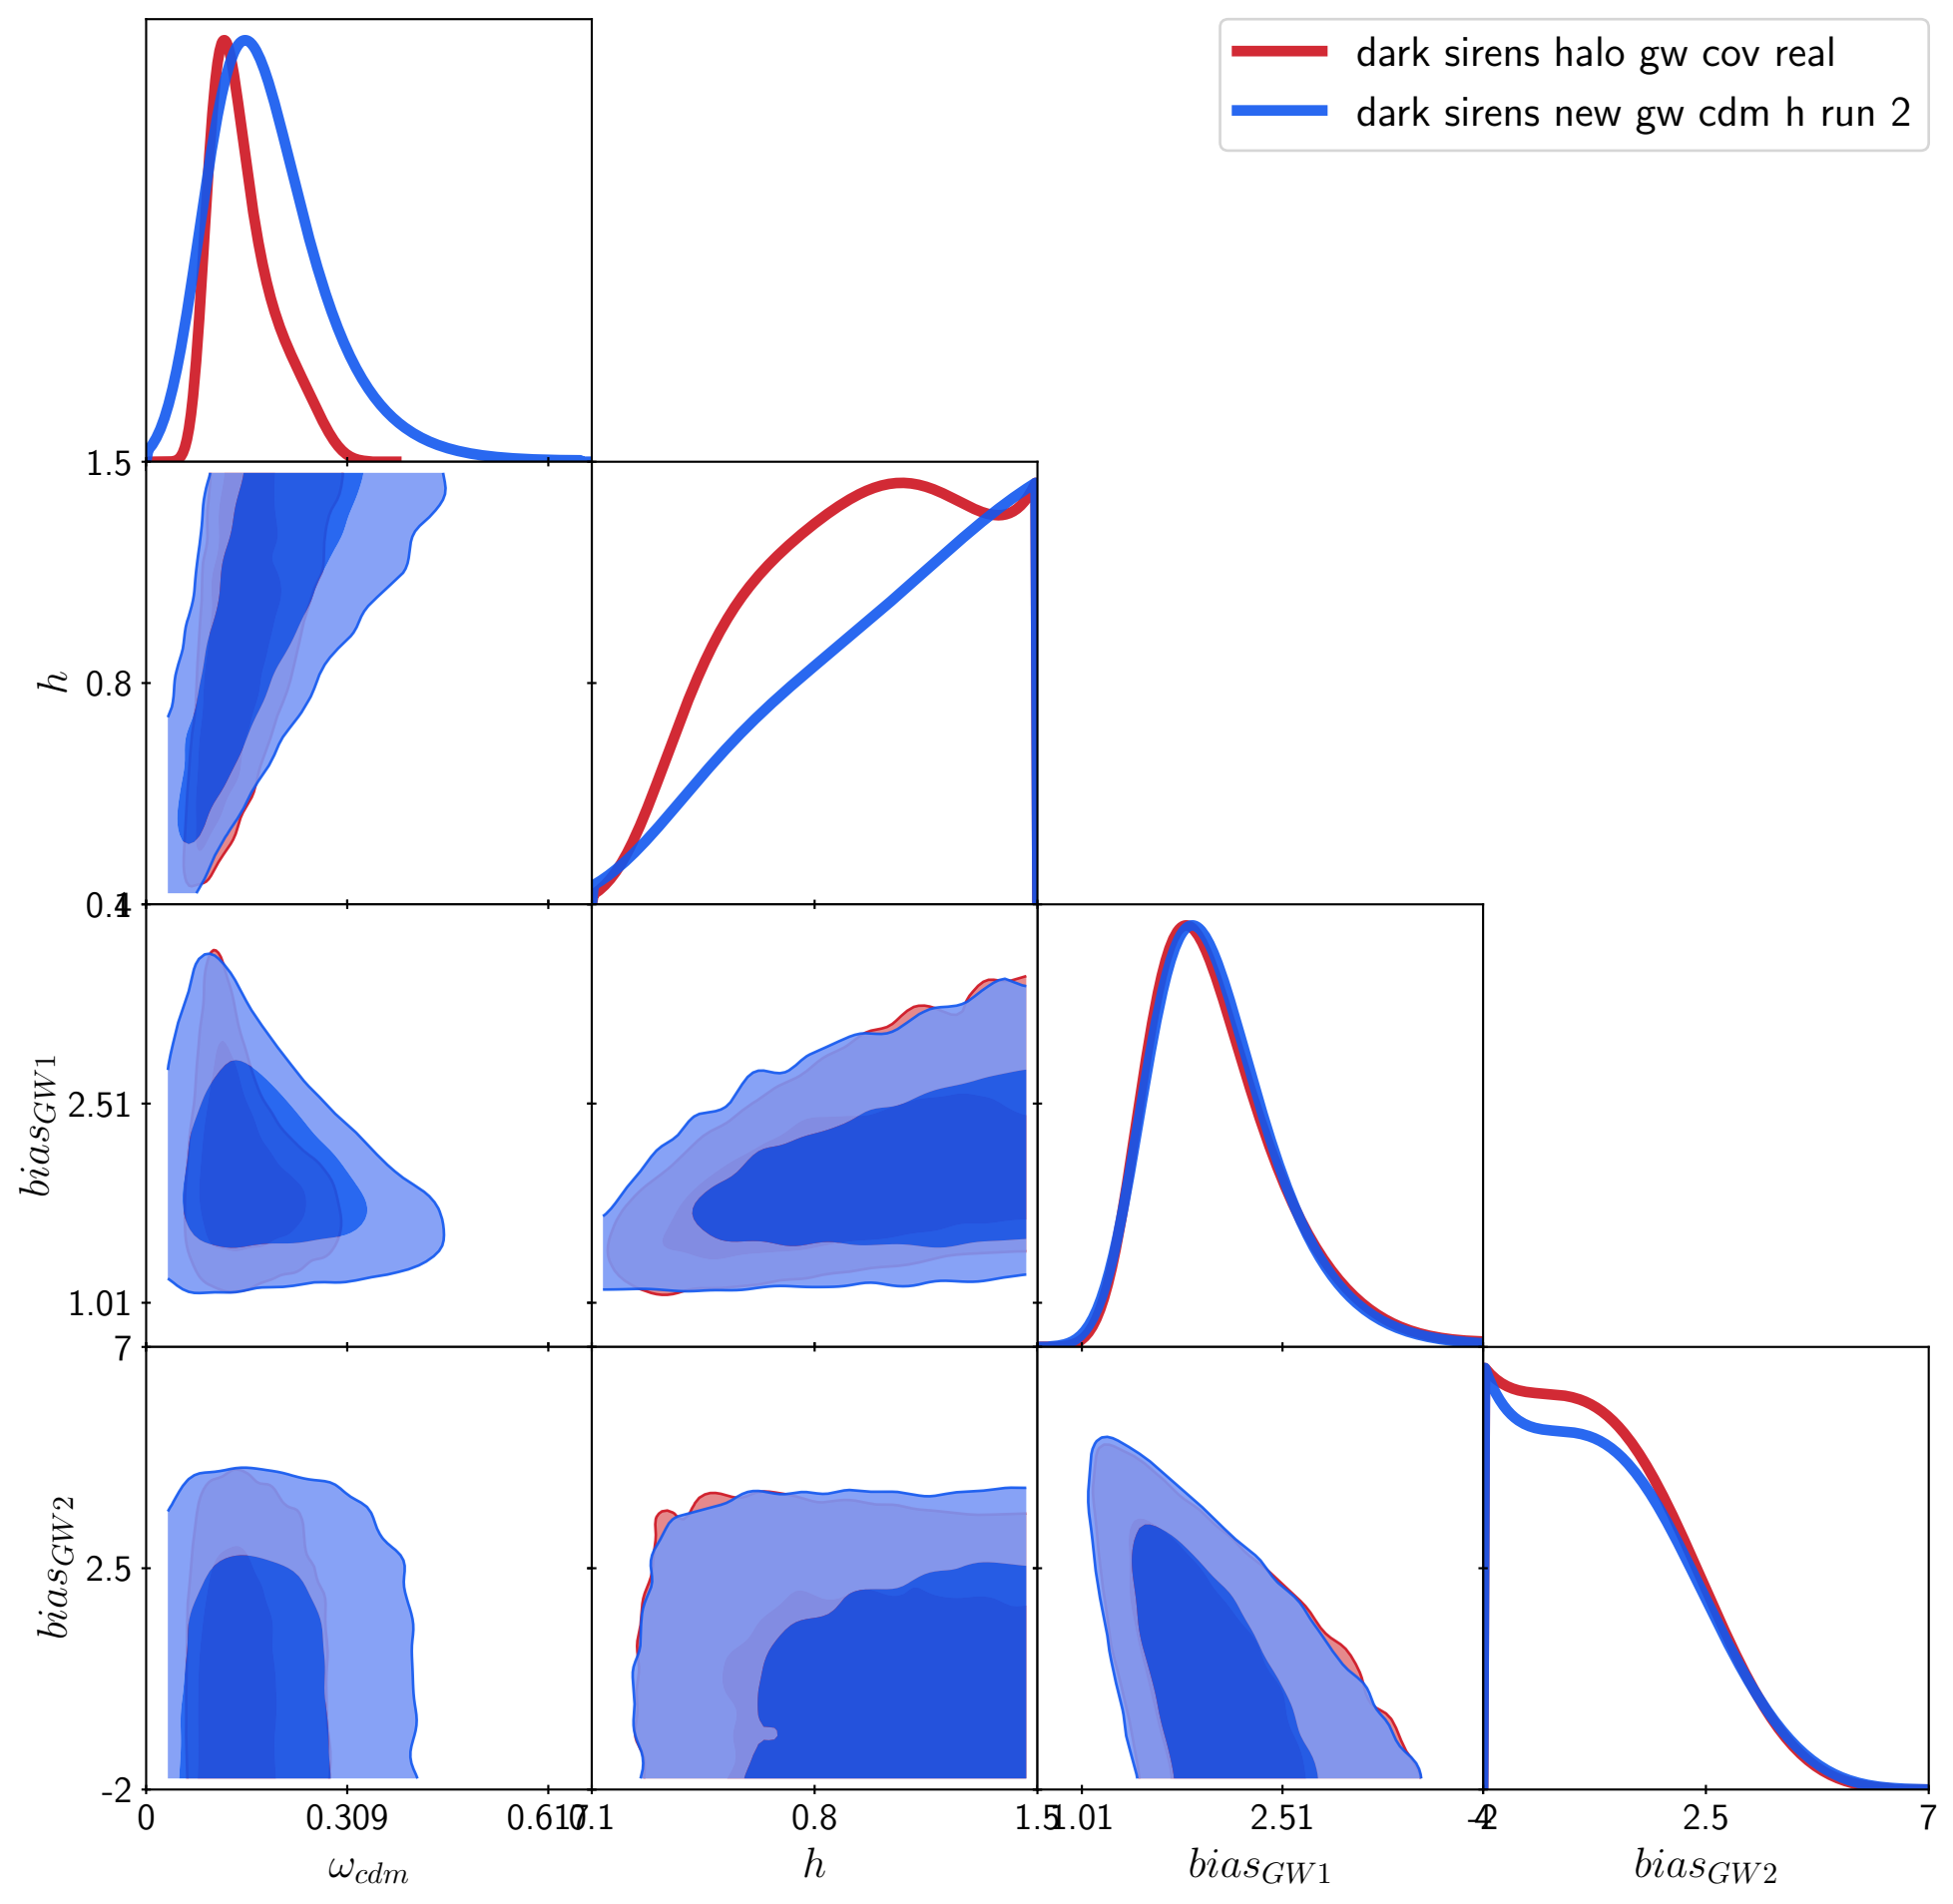 dark sirens halo gw cov real
dark sirens new gw cdm h run 2
1.5
h
0.8
0.1
4
bias_{GW1}
2.51
1.01
7
bias_{GW2}
2.5
-2
0 0.309 0.617 0.1 0.8 1.5 1.01 2.51 4 -2 2.5 7
ω_{cdm} h bias_{GW1} bias_{GW2}